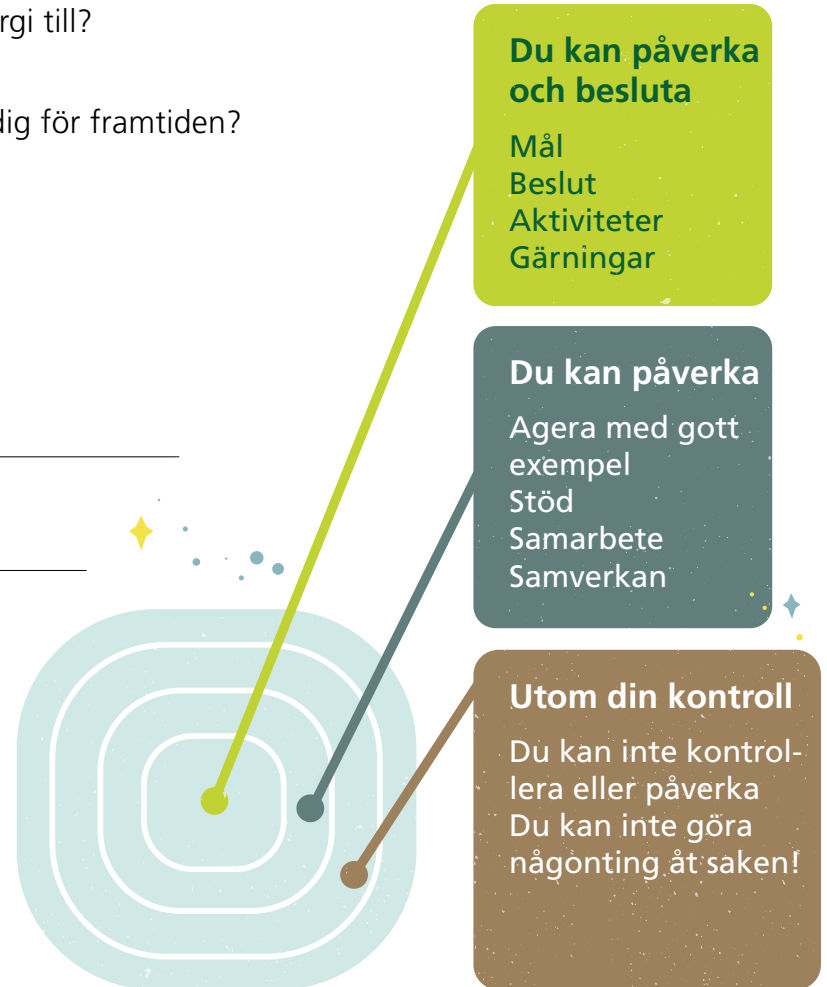 rgi till?
dig för framtiden?
Du kan påverka
och besluta
Mål
Beslut
Aktiviteter
Gärningar
Du kan påverka
Agera med gott
exempel
Stöd
Samarbete
Samverkan
Utom din kontroll
Du kan inte kontrol-
lera eller påverka
Du kan inte göra
någonting åt saken!